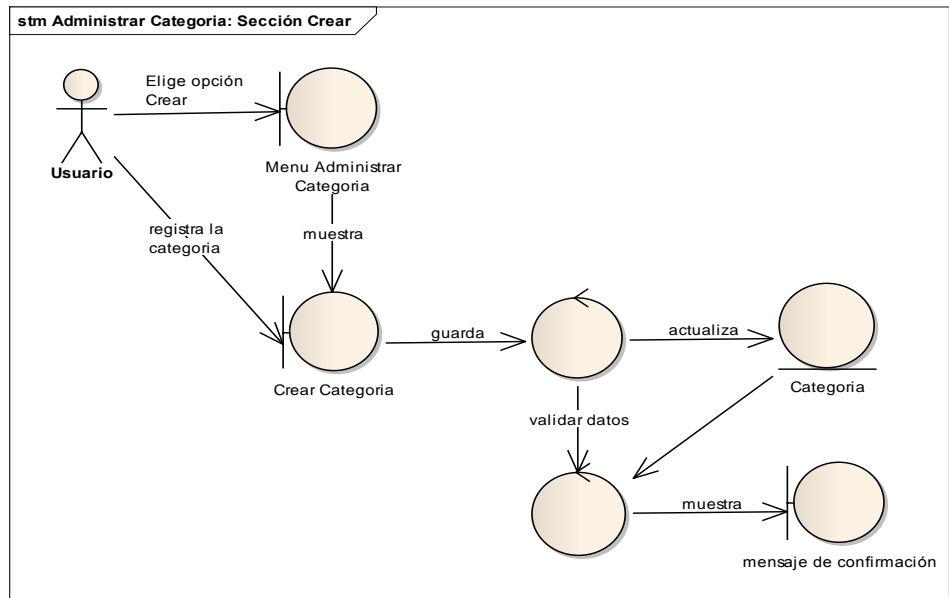 stm Administrar Categoria: Sección Crear
Elige opción
Crear
Usuario
Menu Administrar
Categoria
registra la
categoria
muestra
guarda
actualiza
Crear Categoria
Categoria
validar datos
muestra
mensaje de confirmación